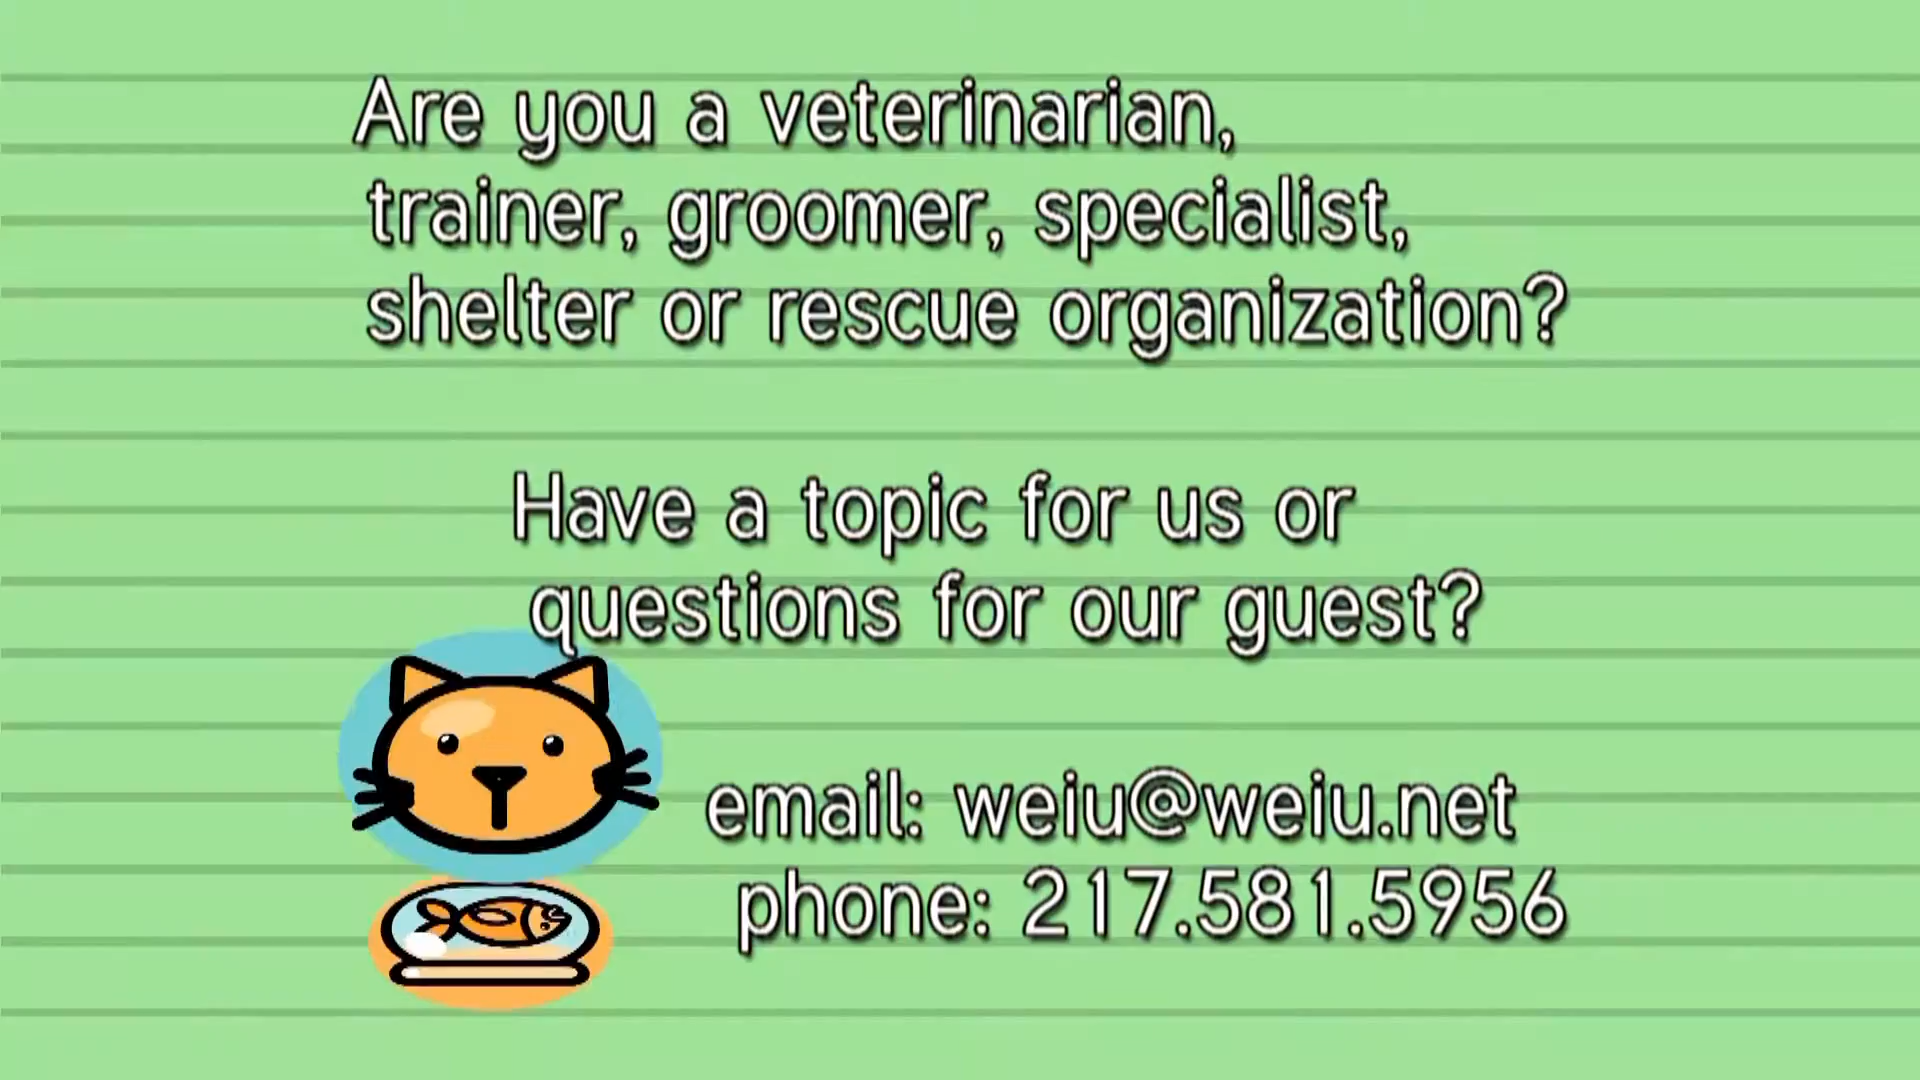 Are you a veterinarian,
trainer, groomer, specialist,
shelter or rescue organization?
Have a topic for us or
questions for our guest?
email: weiu@weiu.net
phone: 217.581.5956